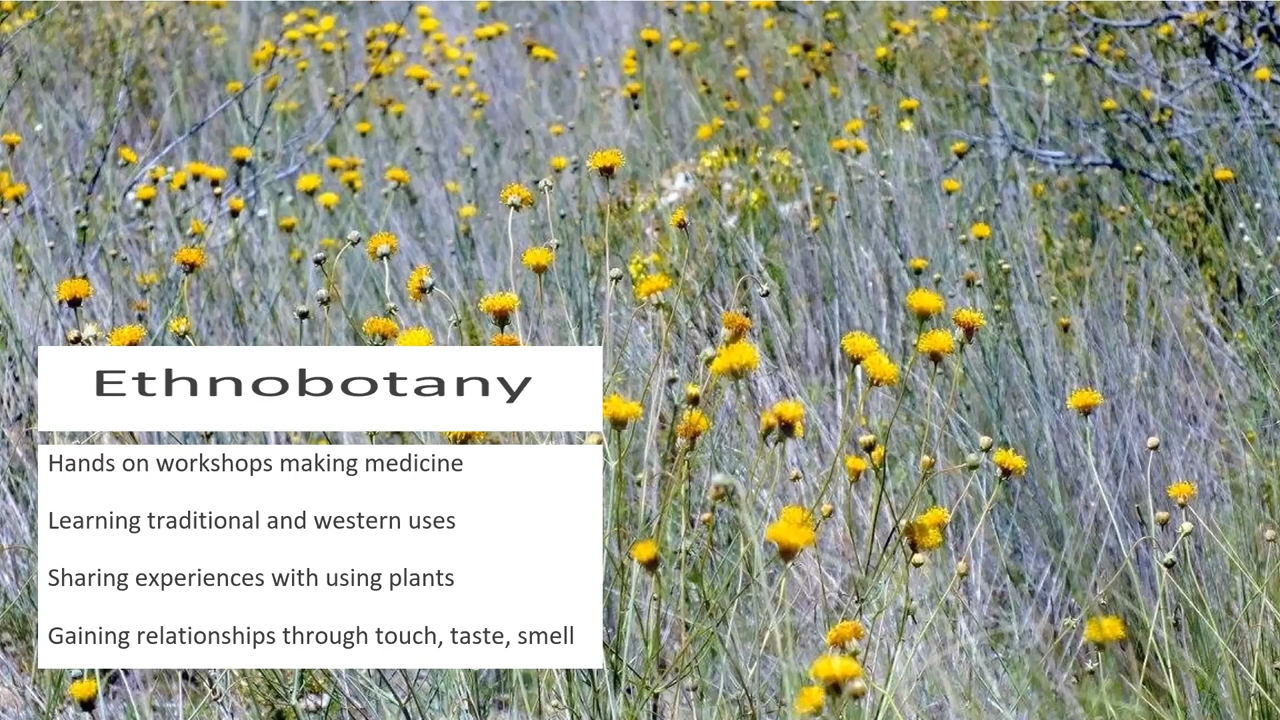 Ethnobotany
Hands on workshops making medicine
Learning traditional and western uses
Sharing experiences with using plants
Gaining relationships through touch, taste, smell